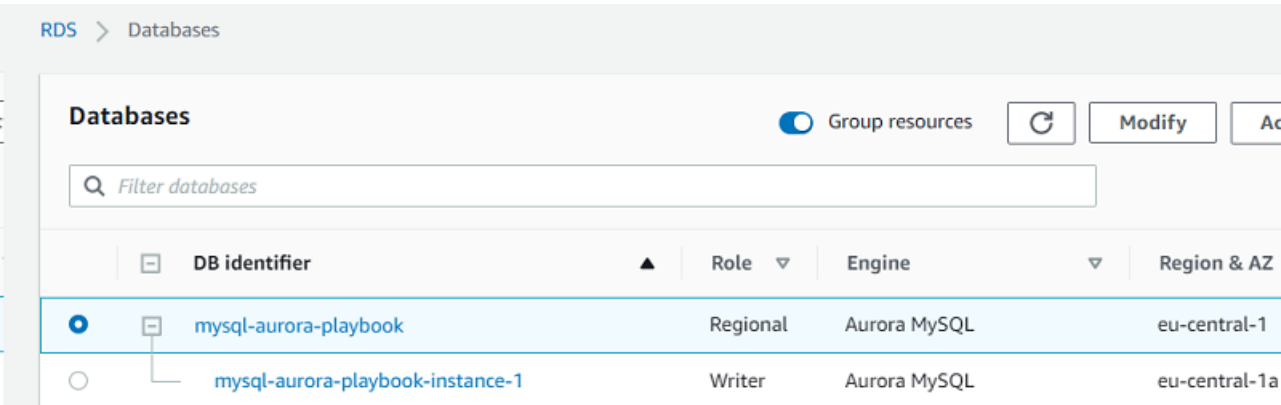 RDS > Databases
Databases Group resources Modify
Filter databases
DB identifier Role Engine Region & AZ
mysql-aurora-playbook Regional Aurora MySQL eu-central-1
mysql-aurora-playbook-instance-1 Writer Aurora MySQL eu-central-1a